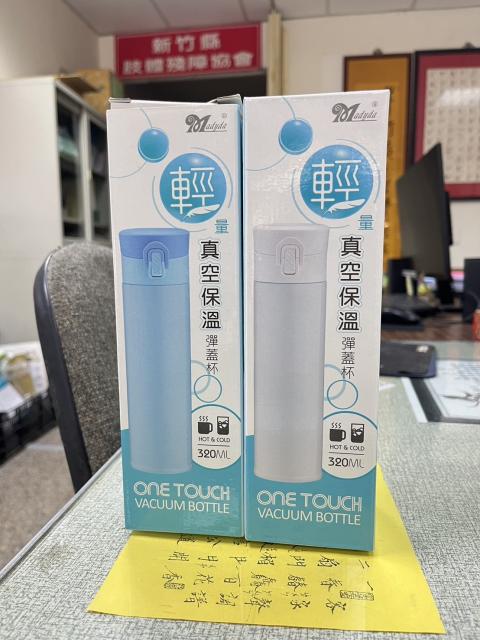 新竹縣
肢體殘障協會
Madyda
輕
量
真空保溫
彈蓋杯
HOT & COLD
320ML
ONE TOUCH
VACUUM BOTTLE
Madyda
輕
量
真空保溫
彈蓋杯
HOT & COLD
320ML
ONE TOUCH
VACUUM BOTTLE